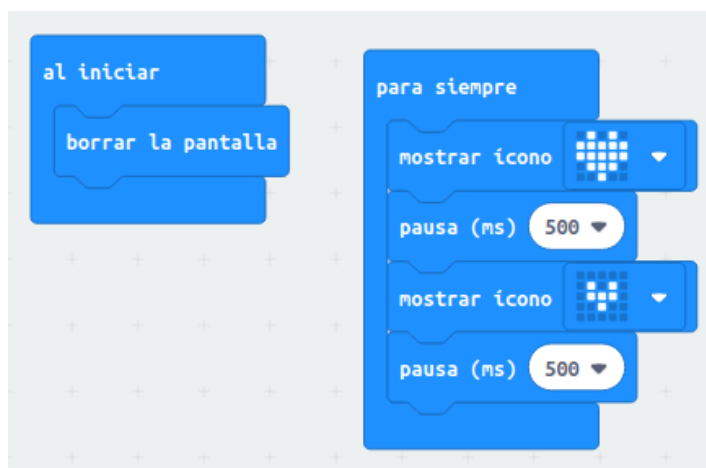 al iniciar
borrar la pantalla
para siempre
mostrar ícono
pausa (ms) 500
mostrar ícono
pausa (ms) 500